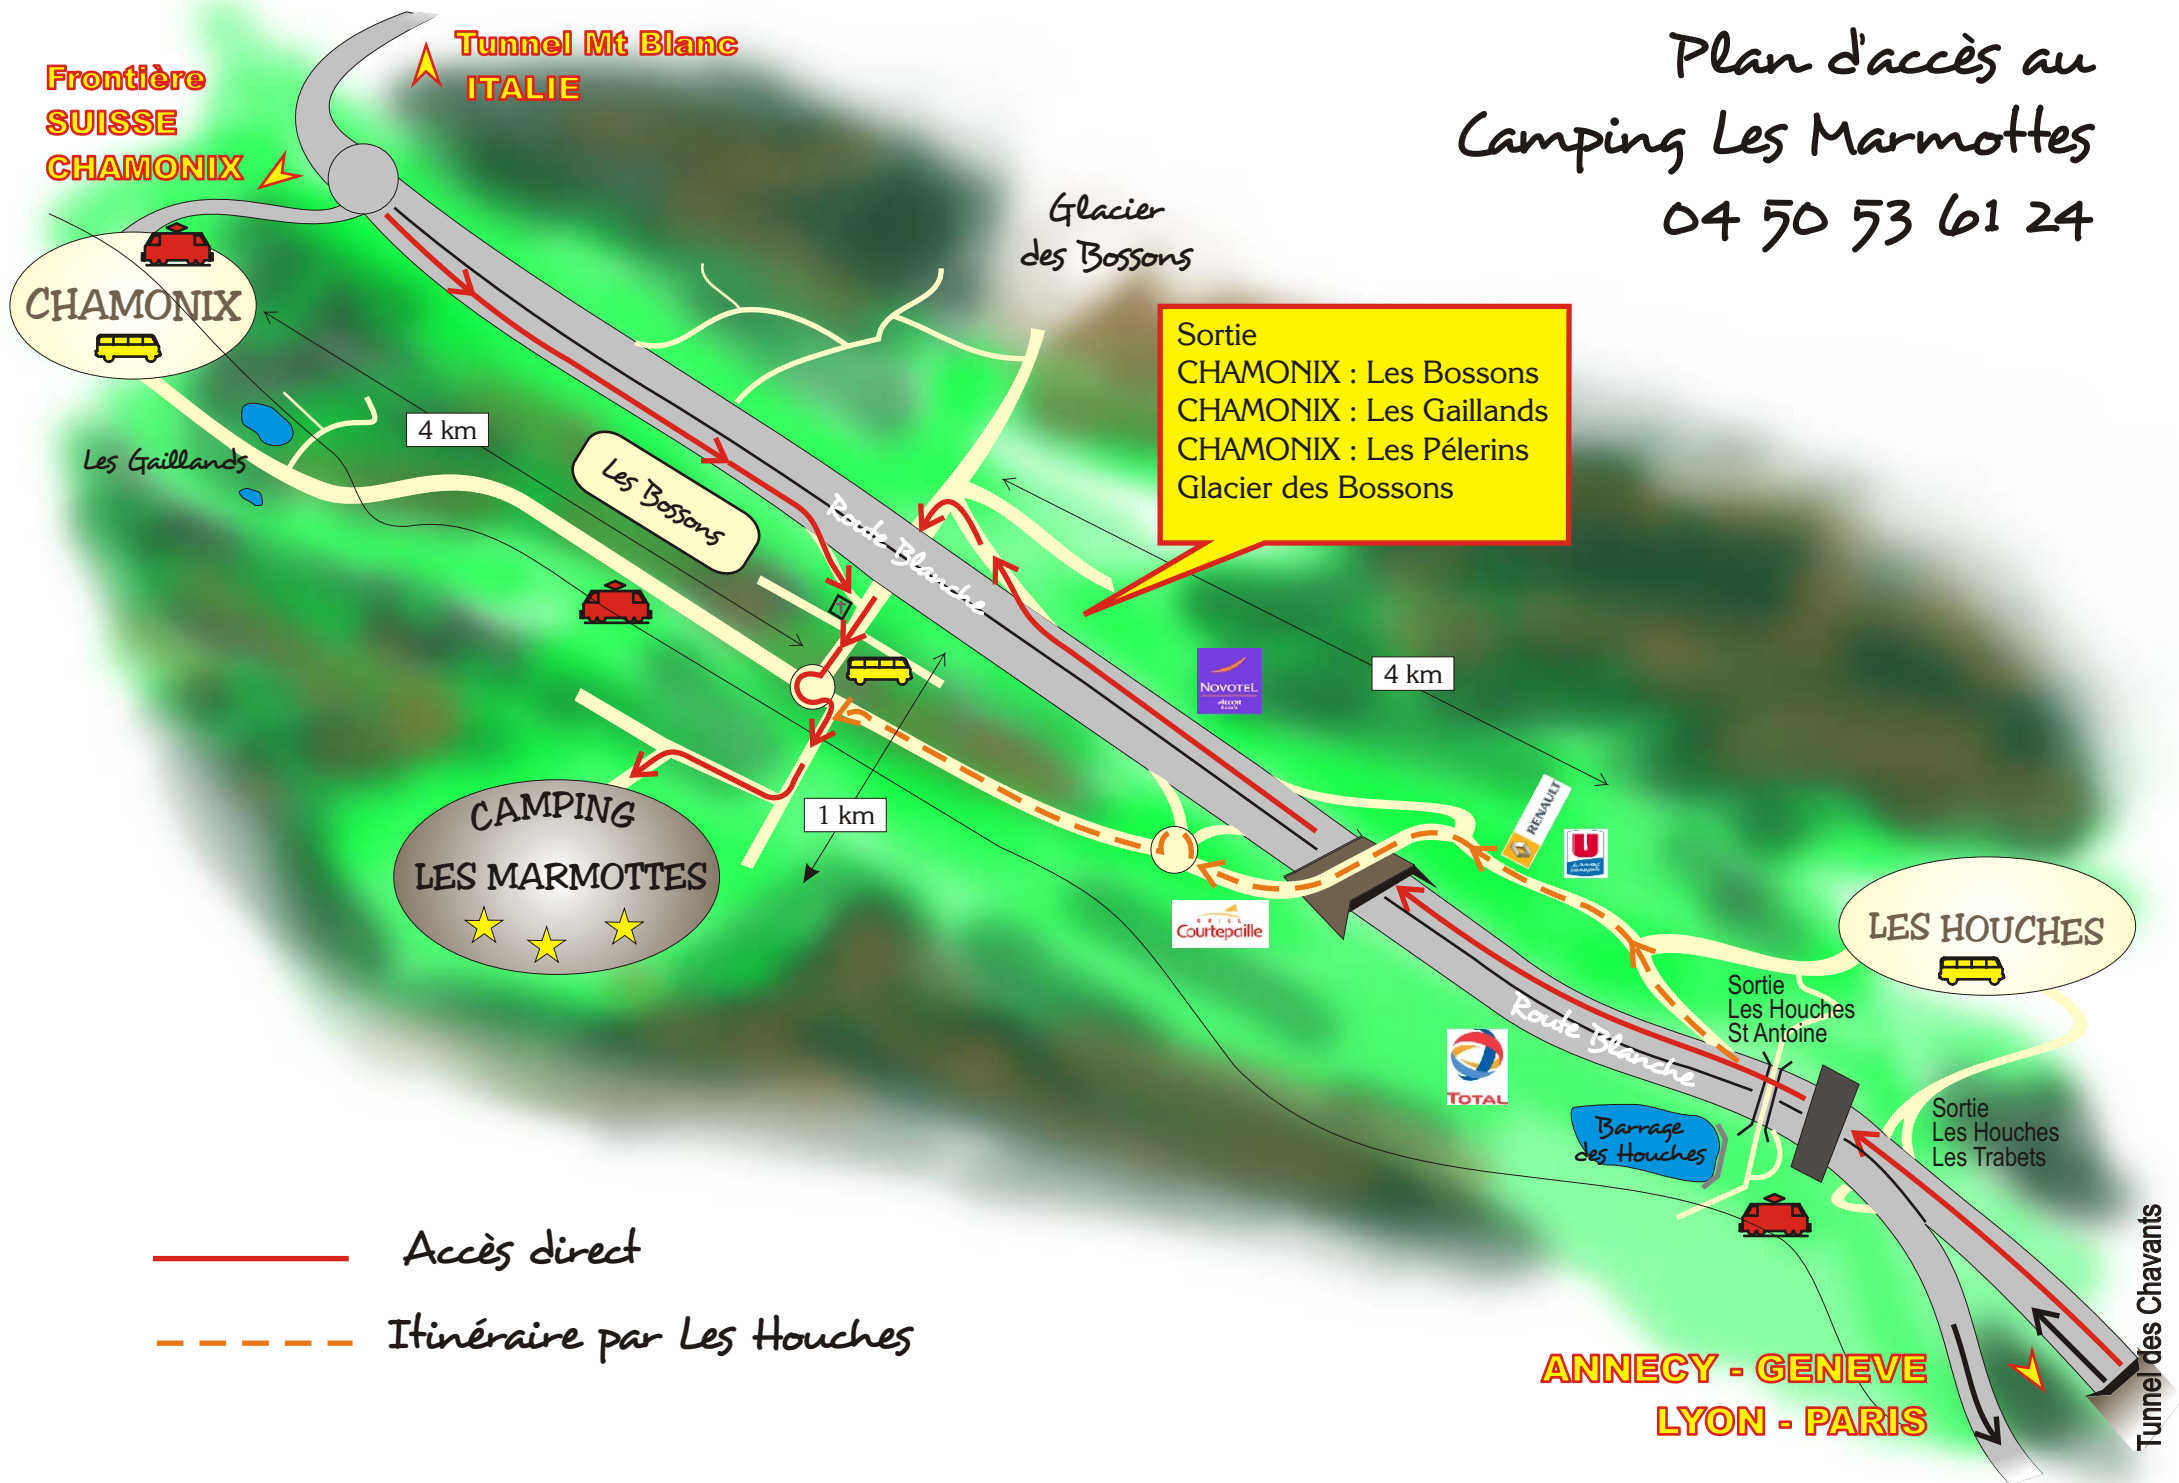 Plan d'accès au
Camping Les Marmottes
04 50 53 61 24
Tunnel Mt Blanc
ITALIE
Frontière
SUISSE
CHAMONIX
CHAMONIX
Glacier
des Bossons
Sortie
CHAMONIX : Les Bossons
CHAMONIX : Les Gaillands
CHAMONIX : Les Pélerins
Glacier des Bossons
4 km
Les Gaillands
Les Bossons
Route Blanche
NOVOTEL
ACCOR
4 km
1 km
CAMPING
LES MARMOTTES
RENAULT
U
GRILL
Courtepaille
LES HOUCHES
Sortie
Les Houches
St Antoine
Route Blanche
TOTAL
Barrage
des Houches
Sortie
Les Houches
Les Trabets
Tunnel des Chavants
Accès direct
Itinéraire par Les Houches
ANNECY - GENEVE
LYON - PARIS